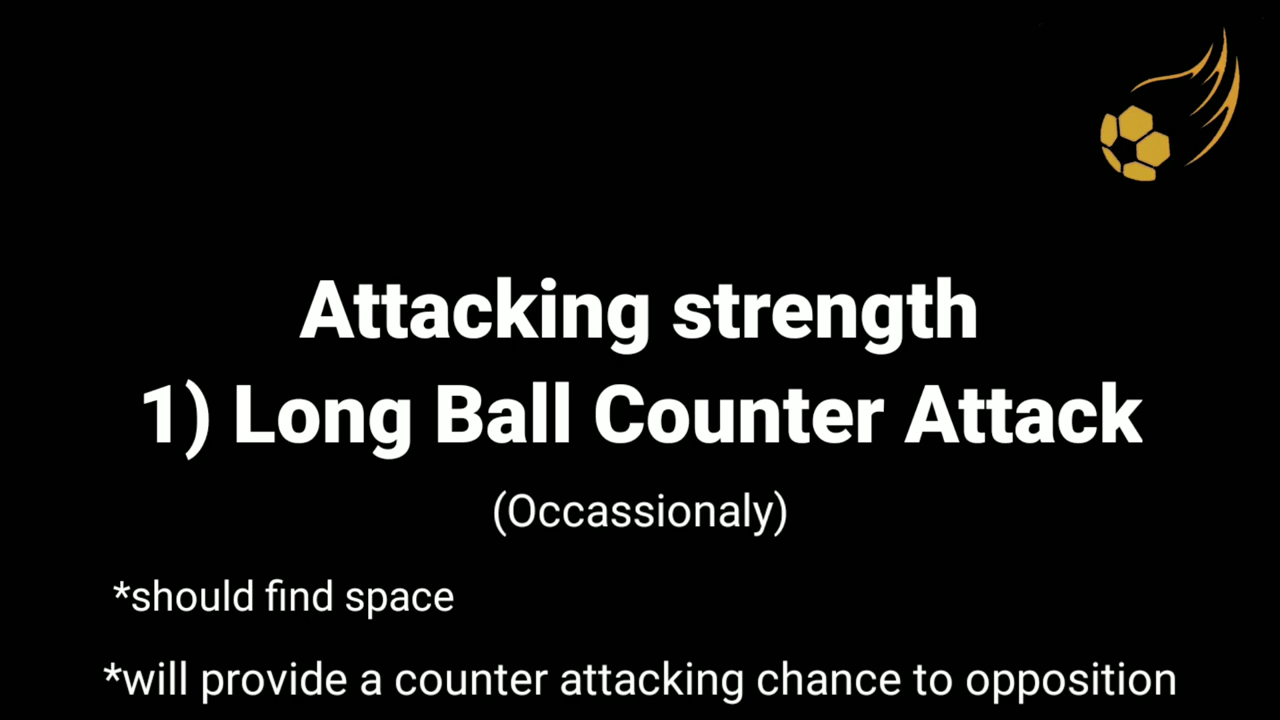 Attacking strength
1) Long Ball Counter Attack
(Occassionaly)
*should find space
*will provide a counter attacking chance to opposition